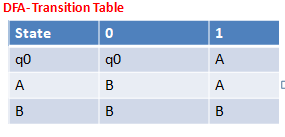 DFA-Transition Table
State 0 1
q0 q0 A
A B A
B B B